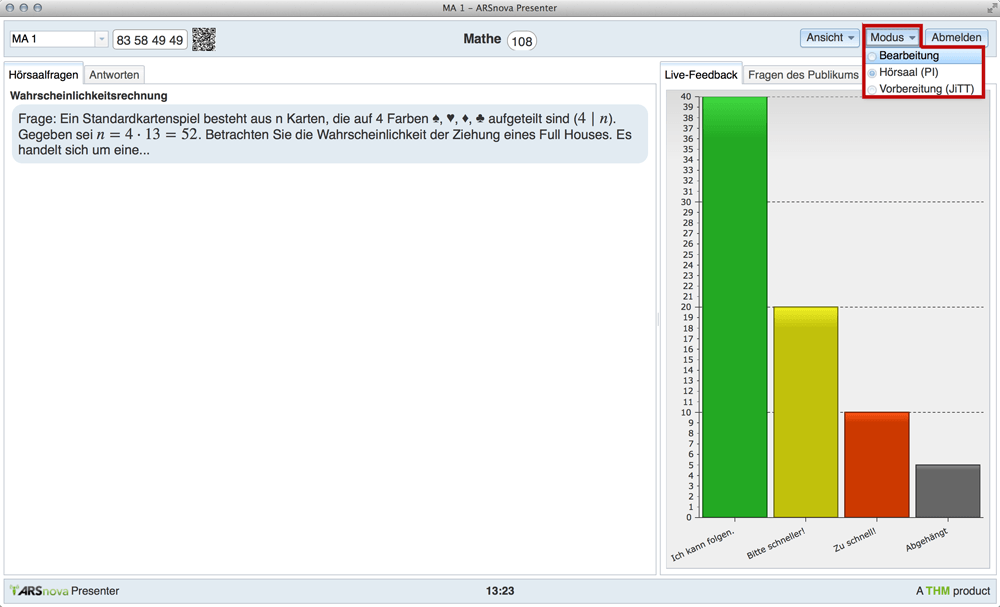 MA 1 - ARSnova Presenter
MA 1
83 58 49 49
Mathe 108
Ansicht
Modus
Abmelden
Bearbeitung
Hörsaal (PI)
Vorbereitung (JiTT)
Hörsaalfragen
Antworten
Wahrscheinlichkeitsrechnung
Frage: Ein Standardkartenspiel besteht aus n Karten, die auf 4 Farben ♠, ♥, ♦, ♣ aufgeteilt sind (4 | n).
Gegeben sei n = 4 · 13 = 52. Betrachten Sie die Wahrscheinlichkeit der Ziehung eines Full Houses. Es
handelt sich um eine...
Live-Feedback
Fragen des Publikums
40
39
38
37
36
35
34
33
32
31
30
29
28
27
26
25
24
23
22
21
20
19
18
17
16
15
14
13
12
11
10
9
8
7
6
5
4
3
2
1
0
Ich kann folgen.
Bitte schneller!
Zu schnell!
Abgehängt
ARSnova Presenter
13:23
A THM product